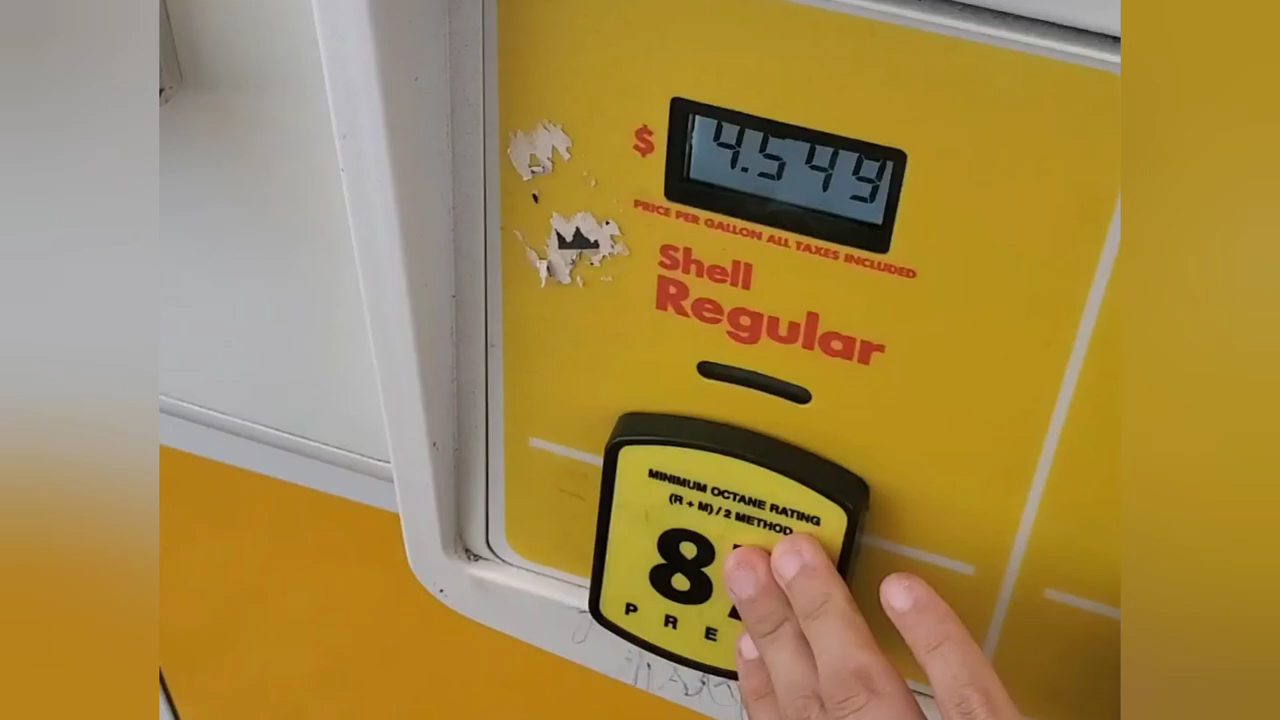 $ 4.549
PRICE PER GALLON ALL TAXES INCLUDED
Shell
Regular
MINIMUM OCTANE RATING
(R + M) / 2 METHOD
8
P R E